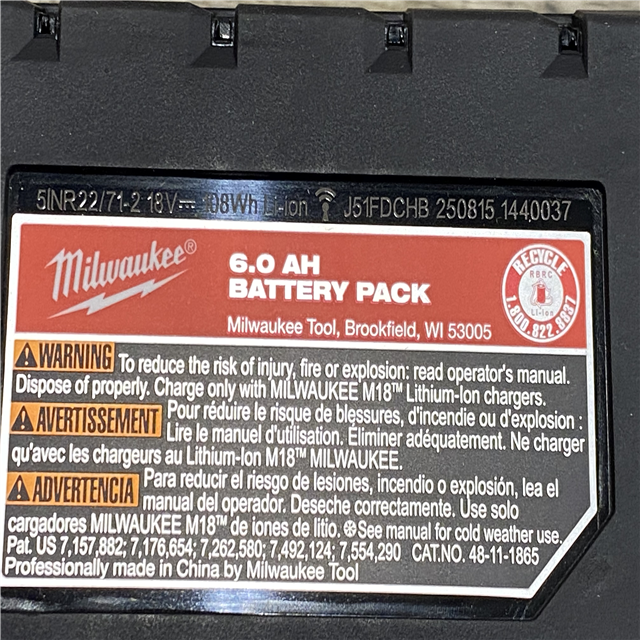 5INR22/71-2 18V⎓ 108Wh Li-Ion J51FDCHB 250815 1440037
Milwaukee®
6.0 AH
BATTERY PACK
Milwaukee Tool, Brookfield, WI 53005
RECYCLE
RBRC
Li-Ion
1.800.822.8837
WARNING To reduce the risk of injury, fire or explosion: read operator's manual.
Dispose of properly. Charge only with MILWAUKEE M18™ Lithium-Ion chargers.
AVERTISSEMENT Pour réduire le risque de blessures, d'incendie ou d'explosion :
Lire le manuel d'utilisation. Éliminer adéquatement. Ne charger
qu'avec les chargeurs au Lithium-Ion M18™ MILWAUKEE.
ADVERTENCIA Para reducir el riesgo de lesiones, incendio o explosión, lea el
manual del operador. Deseche correctamente. Use solo
cargadores MILWAUKEE M18™ de iones de litio. ❆See manual for cold weather use.
Pat. US 7,157,882; 7,176,654; 7,262,580; 7,492,124; 7,554,290 CAT.NO. 48-11-1865
Professionally made in China by Milwaukee Tool